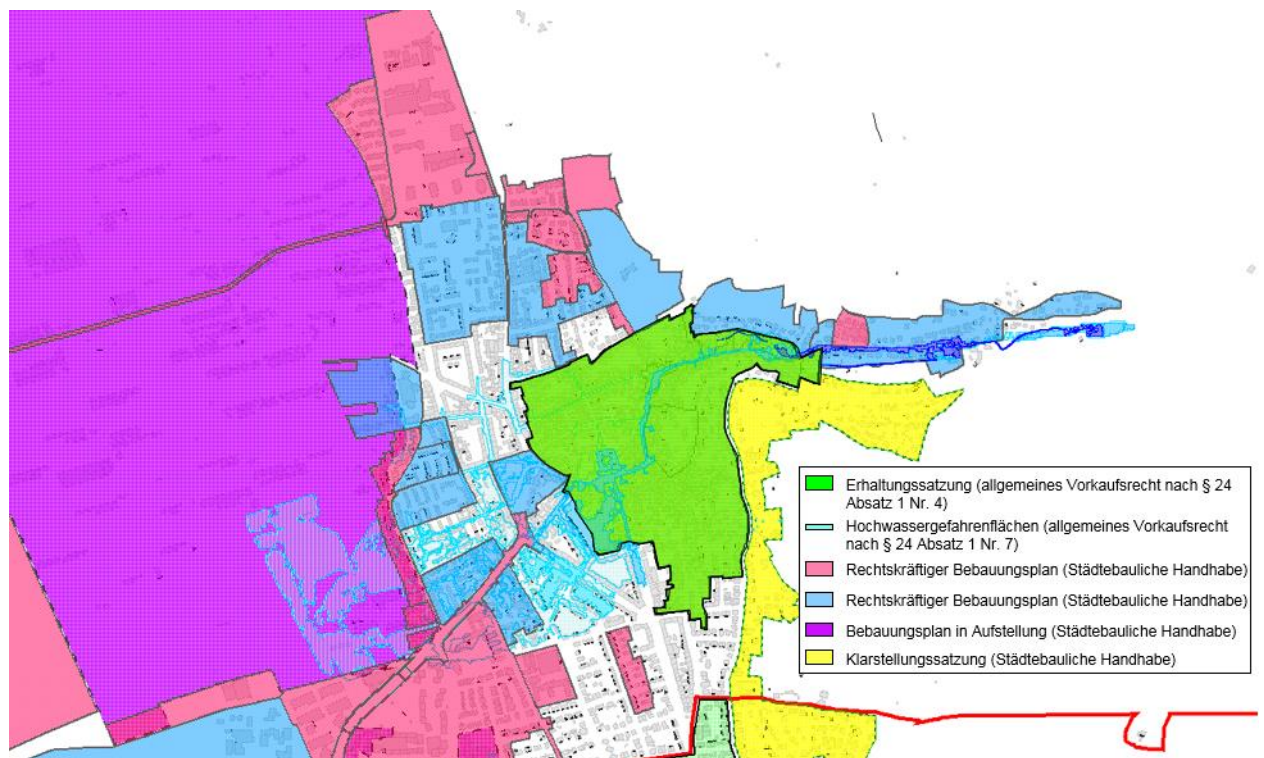 Erhaltungssatzung (allgemeines Vorkaufsrecht nach § 24
Absatz 1 Nr. 4)
Hochwassergefahrenflächen (allgemeines Vorkaufsrecht
nach § 24 Absatz 1 Nr. 7)
Rechtskräftiger Bebauungsplan (Städtebauliche Handhabe)
Rechtskräftiger Bebauungsplan (Städtebauliche Handhabe)
Bebauungsplan in Aufstellung (Städtebauliche Handhabe)
Klarstellungssatzung (Städtebauliche Handhabe)